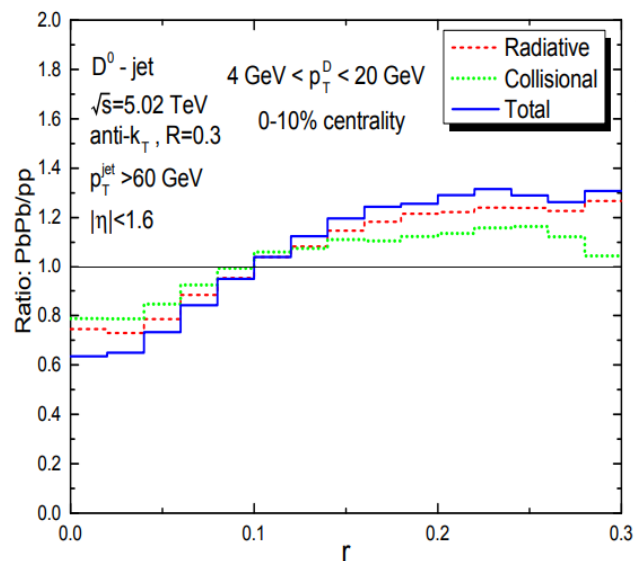 D⁰ - jet
√s=5.02 TeV
anti-k_T , R=0.3
p_T^jet >60 GeV
|η|<1.6
4 GeV < p_T^D < 20 GeV
0-10% centrality
Radiative
Collisional
Total
Ratio: PbPb/pp
2.0
1.8
1.6
1.4
1.2
1.0
0.8
0.6
0.4
0.2
0.0
0.0 0.1 0.2 0.3
r